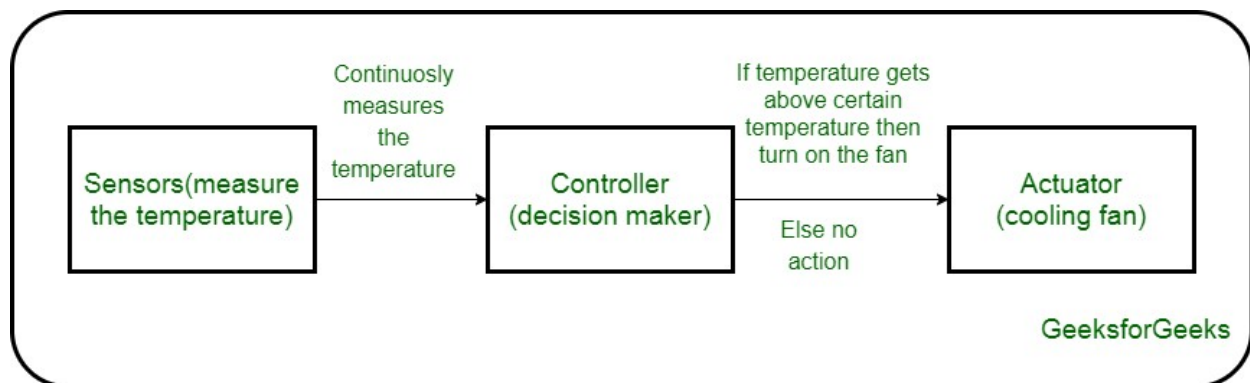 Sensors(measure
the temperature)
Continuosly
measures
the
temperature
Controller
(decision maker)
If temperature gets
above certain
temperature then
turn on the fan
Else no
action
Actuator
(cooling fan)
GeeksforGeeks